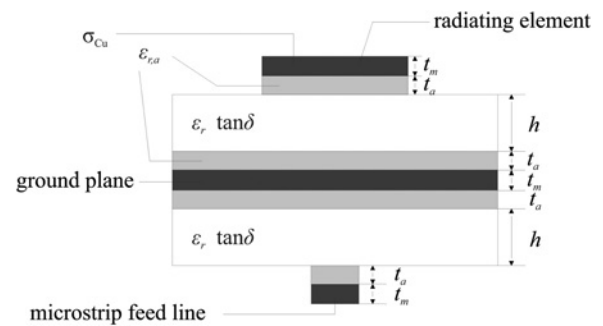 radiating element
σCu
εr,a
tm
ta
εr tanδ
h
ta
ground plane
tm
ta
εr tanδ
h
ta
tm
microstrip feed line